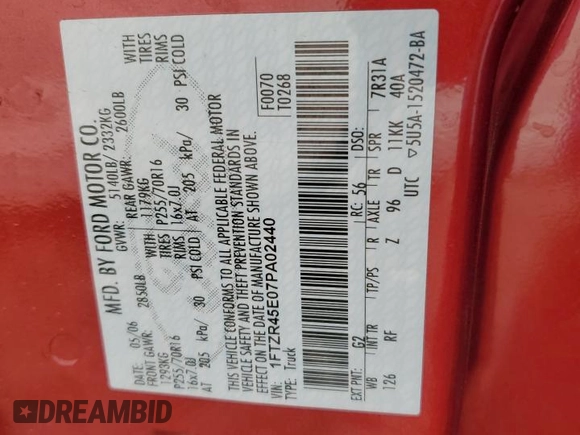 MFD. BY FORD MOTOR CO.
DATE: 05/06 GVWR: 5140LB/ 2332KG
FRONT GAWR: 2850LB REAR GAWR: 2600LB
1293KG WITH 1179KG WITH
P255/70R16 TIRES P255/70R16 TIRES
16x7.0J RIMS 16x7.0J RIMS
AT 205 kPa/ 30 PSI COLD AT 205 kPa/ 30 PSI COLD
THIS VEHICLE CONFORMS TO ALL APPLICABLE FEDERAL MOTOR
VEHICLE SAFETY AND THEFT PREVENTION STANDARDS IN
EFFECT ON THE DATE OF MANUFACTURE SHOWN ABOVE.
VIN: 1FTZR45E07PA02440
TYPE: Truck
F0070
T0268
EXT PNT: G2 RC: 56 DSO:
WB INT TR TP/PS R AXLE TR SPR
126 RF Z 96 D 11KK 7R31A
40A
UTC ▽5U5A-1520472-BA
DREAMBID